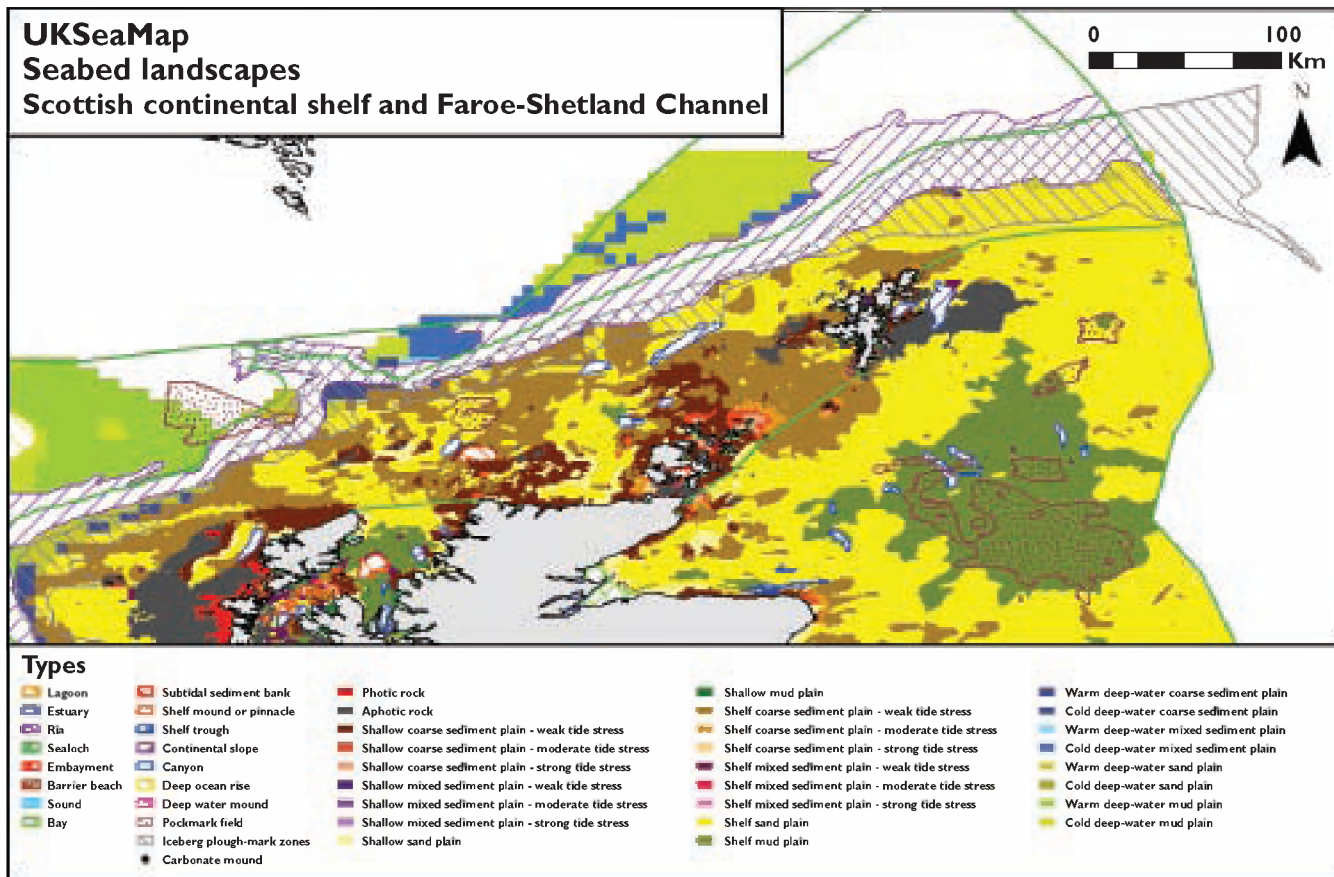 UKSeaMap
Seabed landscapes
Scottish continental shelf and Faroe-Shetland Channel
0 100
Km
N
Types
Lagoon
Estuary
Ria
Sealoch
Embayment
Barrier beach
Sound
Bay
Subtidal sediment bank
Shelf mound or pinnacle
Shelf trough
Continental slope
Canyon
Deep ocean rise
Deep water mound
Pockmark field
Iceberg plough-mark zones
Carbonate mound
Photic rock
Aphotic rock
Shallow coarse sediment plain - weak tide stress
Shallow coarse sediment plain - moderate tide stress
Shallow coarse sediment plain - strong tide stress
Shallow mixed sediment plain - weak tide stress
Shallow mixed sediment plain - moderate tide stress
Shallow mixed sediment plain - strong tide stress
Shallow sand plain
Shallow mud plain
Shelf coarse sediment plain - weak tide stress
Shelf coarse sediment plain - moderate tide stress
Shelf coarse sediment plain - strong tide stress
Shelf mixed sediment plain - weak tide stress
Shelf mixed sediment plain - moderate tide stress
Shelf mixed sediment plain - strong tide stress
Shelf sand plain
Shelf mud plain
Warm deep-water coarse sediment plain
Cold deep-water coarse sediment plain
Warm deep-water mixed sediment plain
Cold deep-water mixed sediment plain
Warm deep-water sand plain
Cold deep-water sand plain
Warm deep-water mud plain
Cold deep-water mud plain